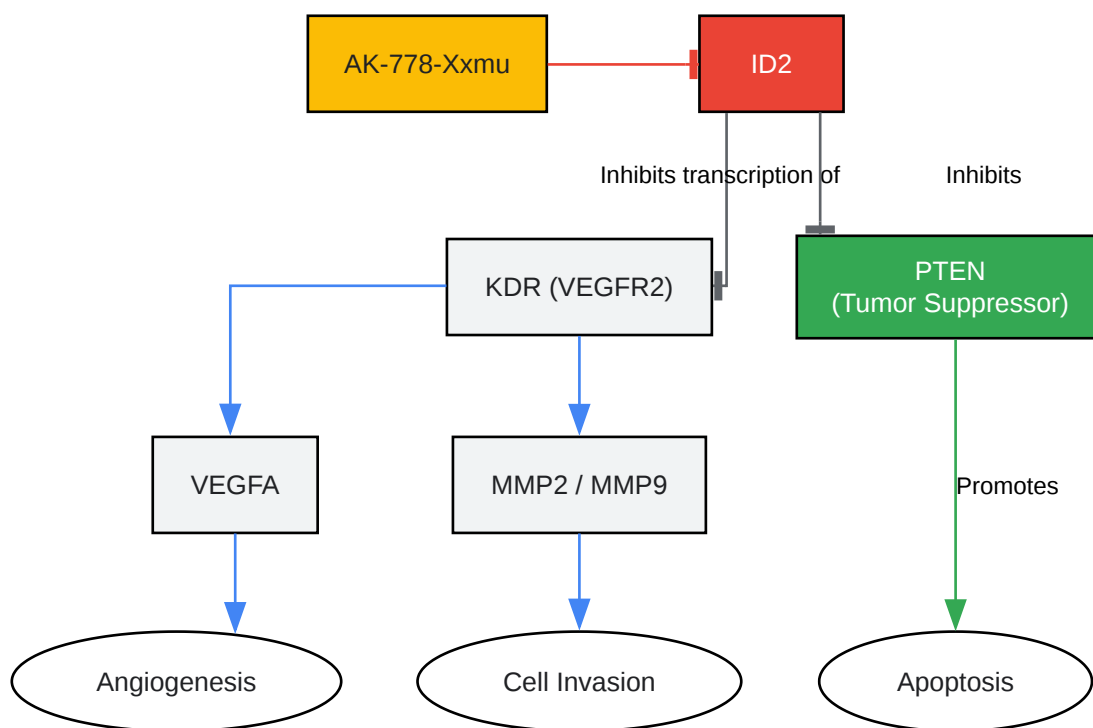 AK-778-Xxmu
ID2
Inhibits transcription of
Inhibits
KDR (VEGFR2)
PTEN
(Tumor Suppressor)
VEGFA
MMP2 / MMP9
Promotes
Angiogenesis
Cell Invasion
Apoptosis